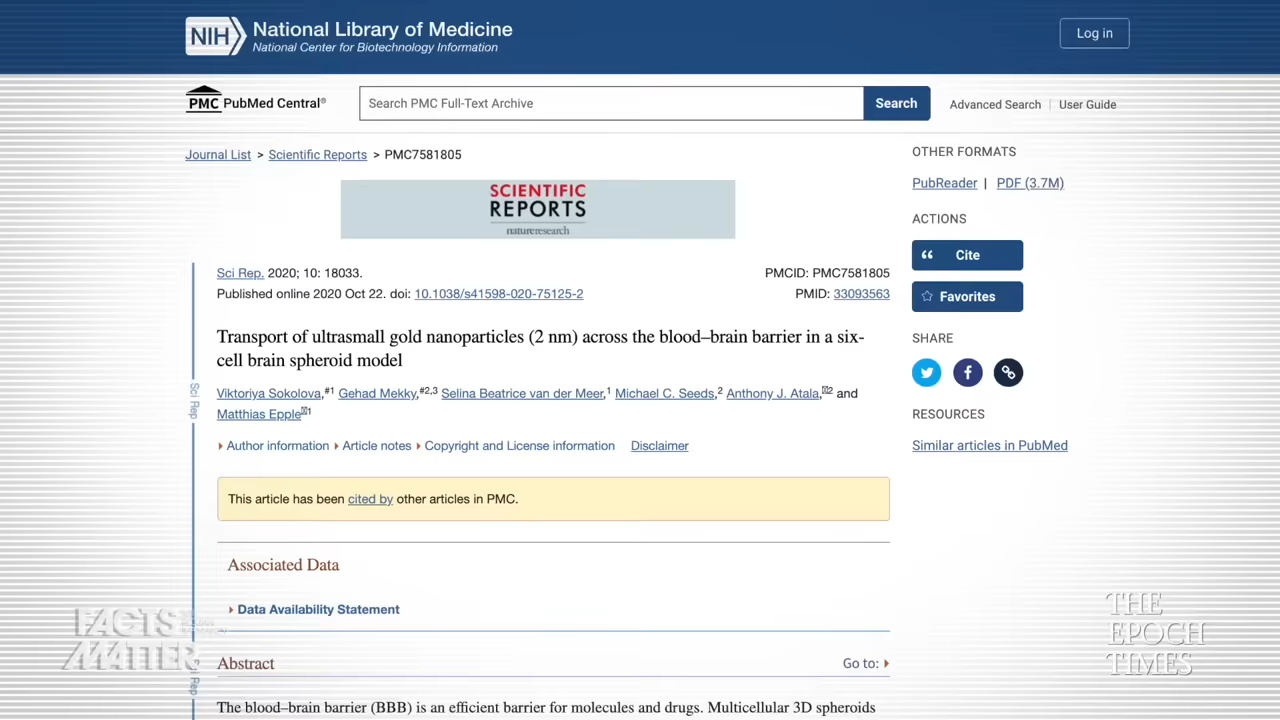 NIH National Library of Medicine
National Center for Biotechnology Information
Log in
PMC PubMed Central®
Search PMC Full-Text Archive
Search
Advanced Search | User Guide
Journal List > Scientific Reports > PMC7581805
SCIENTIFIC
REPORTS
natureresearch
Sci Rep. 2020; 10: 18033.
PMCID: PMC7581805
Published online 2020 Oct 22. doi: 10.1038/s41598-020-75125-2
PMID: 33093563
Transport of ultrasmall gold nanoparticles (2 nm) across the blood–brain barrier in a six-
cell brain spheroid model
Viktoriya Sokolova,#1 Gehad Mekky,#2,3 Selina Beatrice van der Meer,1 Michael C. Seeds,2 Anthony J. Atala,2 and
Matthias Epple1
Author information Article notes Copyright and License information Disclaimer
This article has been cited by other articles in PMC.
Associated Data
Data Availability Statement
Abstract
Go to:
The blood–brain barrier (BBB) is an efficient barrier for molecules and drugs. Multicellular 3D spheroids
OTHER FORMATS
PubReader | PDF (3.7M)
ACTIONS
Cite
Favorites
SHARE
RESOURCES
Similar articles in PubMed
Sci Rep
Sci Rep
FACTS
MATTER
THE
EPOCH
TIMES